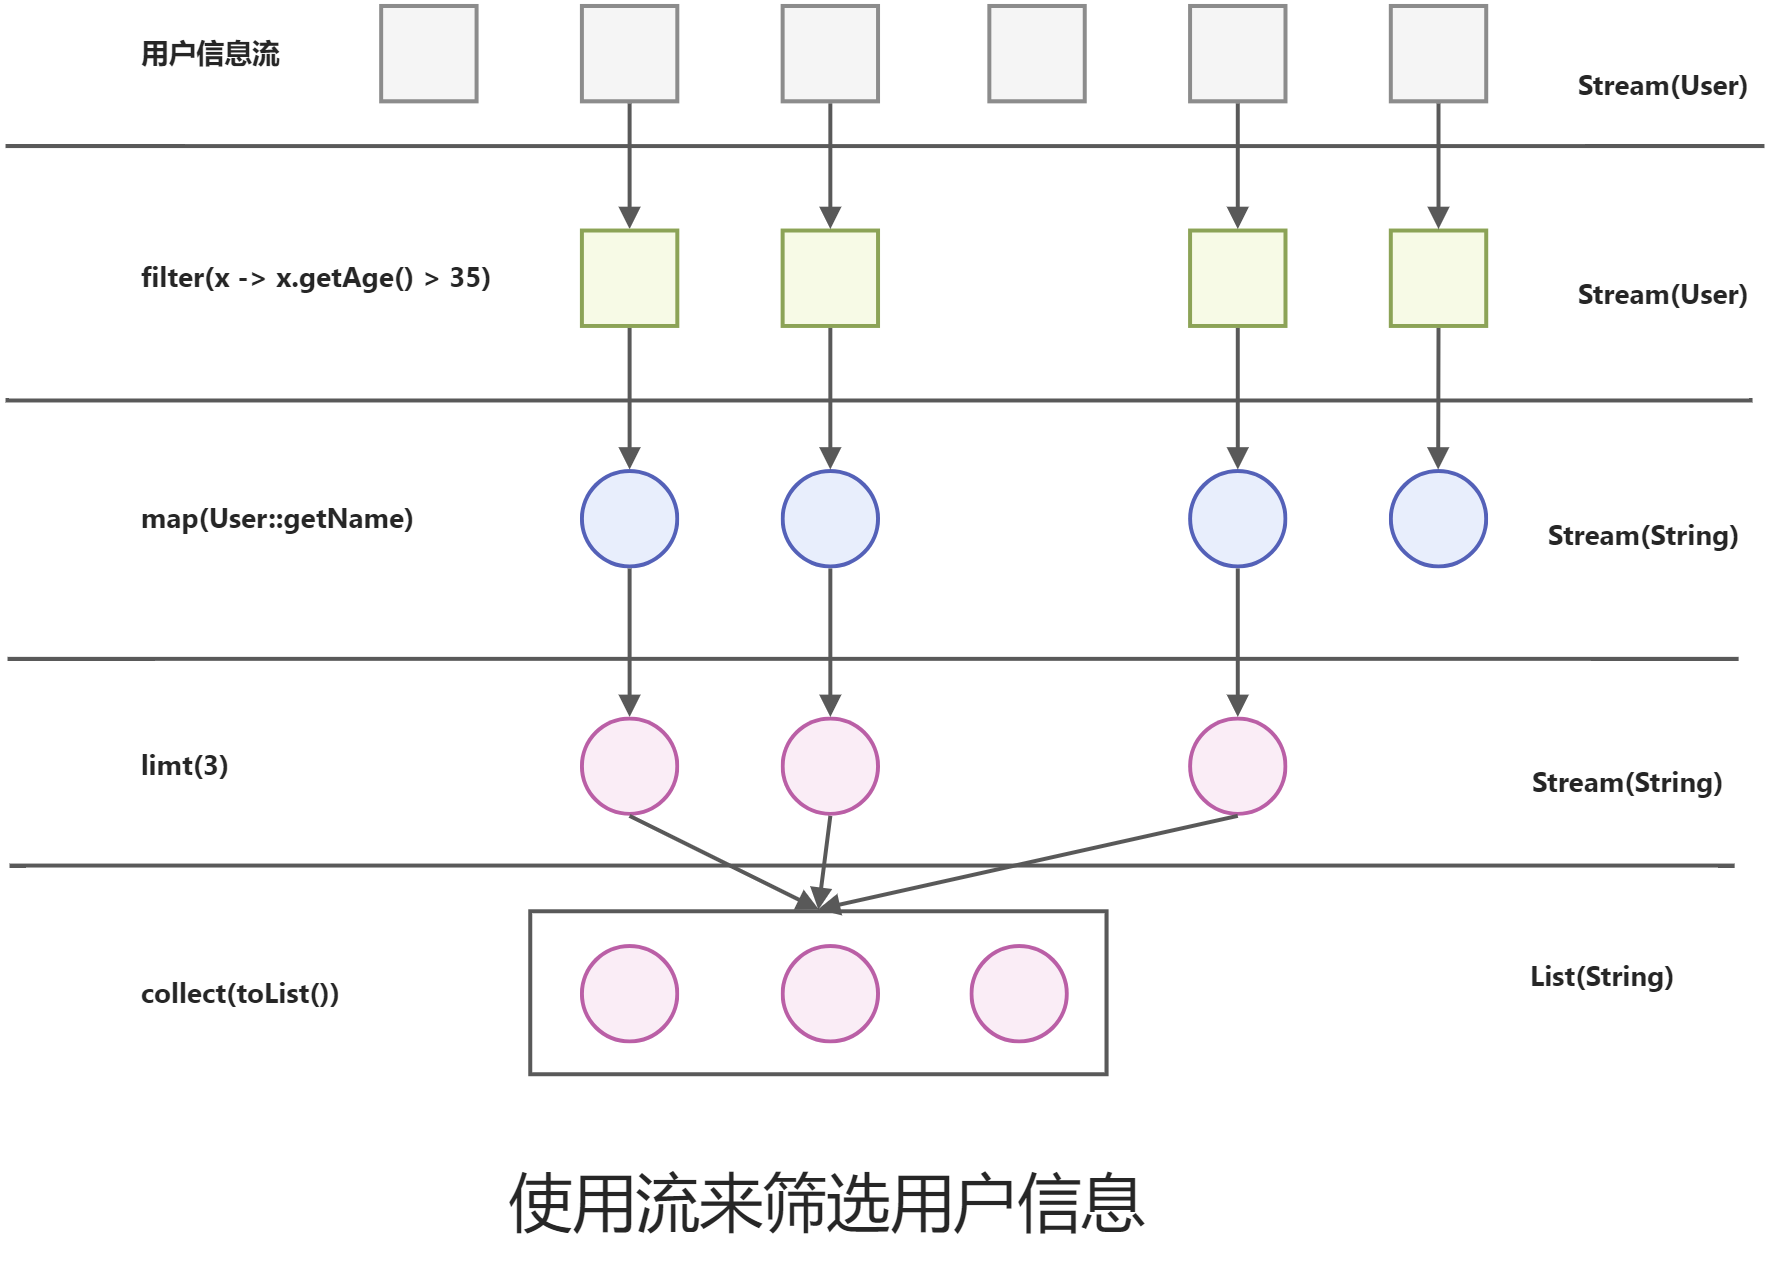 用户信息流
Stream(User)
filter(x -> x.getAge() > 35)
Stream(User)
map(User::getName)
Stream(String)
limt(3)
Stream(String)
collect(toList())
List(String)
使用流来筛选用户信息